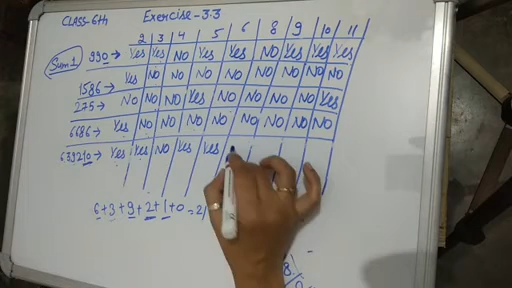 CLASS-6th Exercise-3.3
2 3 4 5 6 8 9 10 11
Sum1
990→ Yes Yes NO Yes Yes NO Yes Yes Yes
1586→ Yes NO NO NO NO NO NO NO NO
275→ NO NO NO Yes NO NO NO NO Yes
6686→ Yes NO NO NO NO NO NO NO
639210→ Yes Yes NO Yes Yes
6+3+9+2+1+0=21